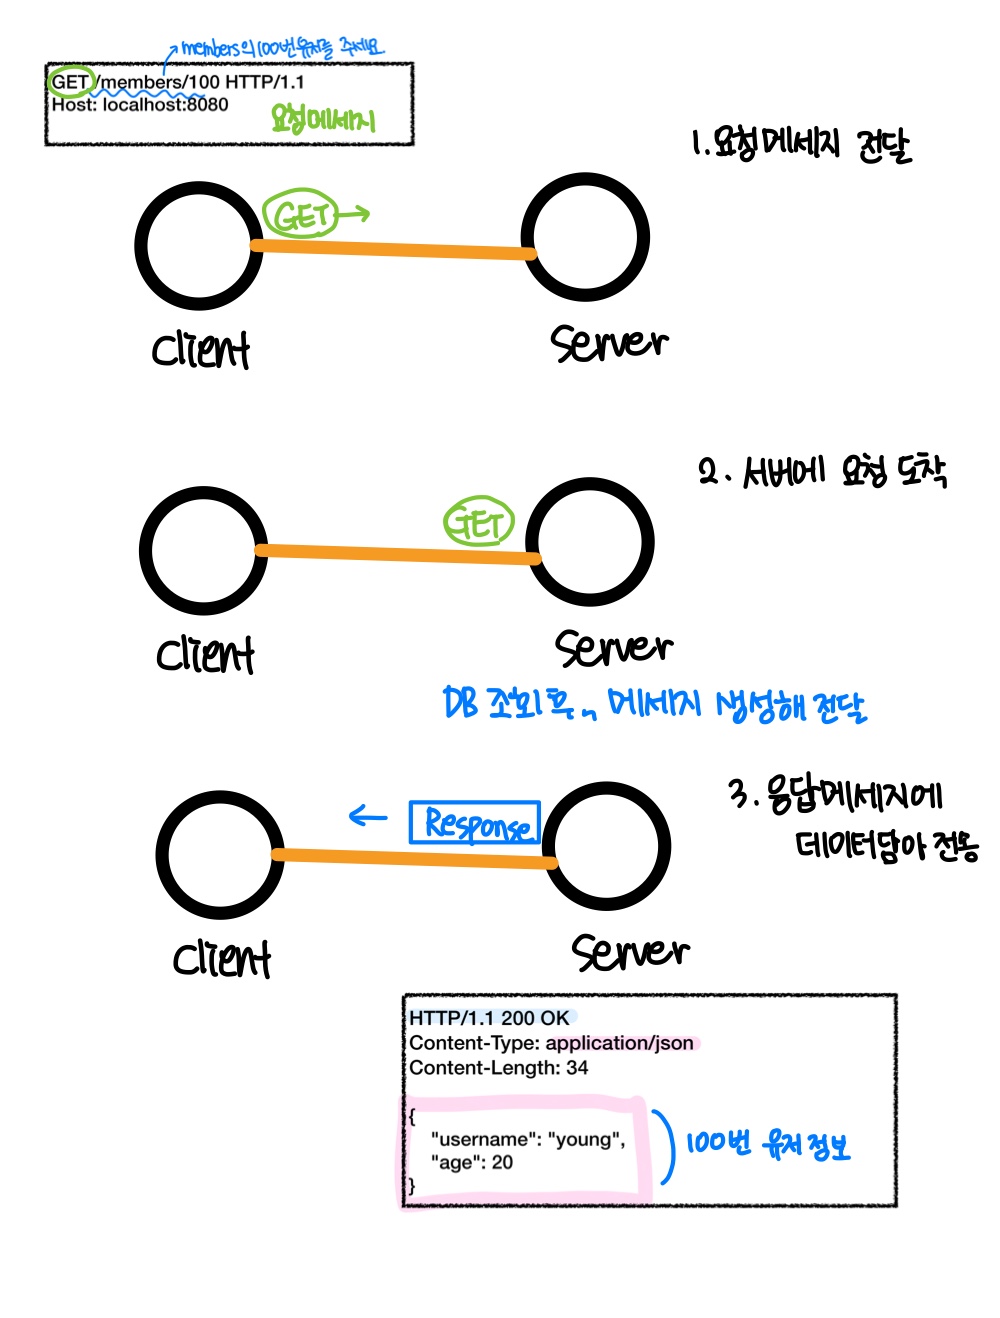 members의 100번 유저를 주세요.
GET /members/100 HTTP/1.1
Host: localhost:8080
요청메세지
1. 요청메세지 전달
GET
Client
Server
2. 서버에 요청 도착
GET
Client
Server
DB 조회 후, 메세지 생성해 전달
3. 응답메세지에
데이터담아 전송
Response
Client
Server
HTTP/1.1 200 OK
Content-Type: application/json
Content-Length: 34
{
"username": "young",
"age": 20
}
100번 유저 정보